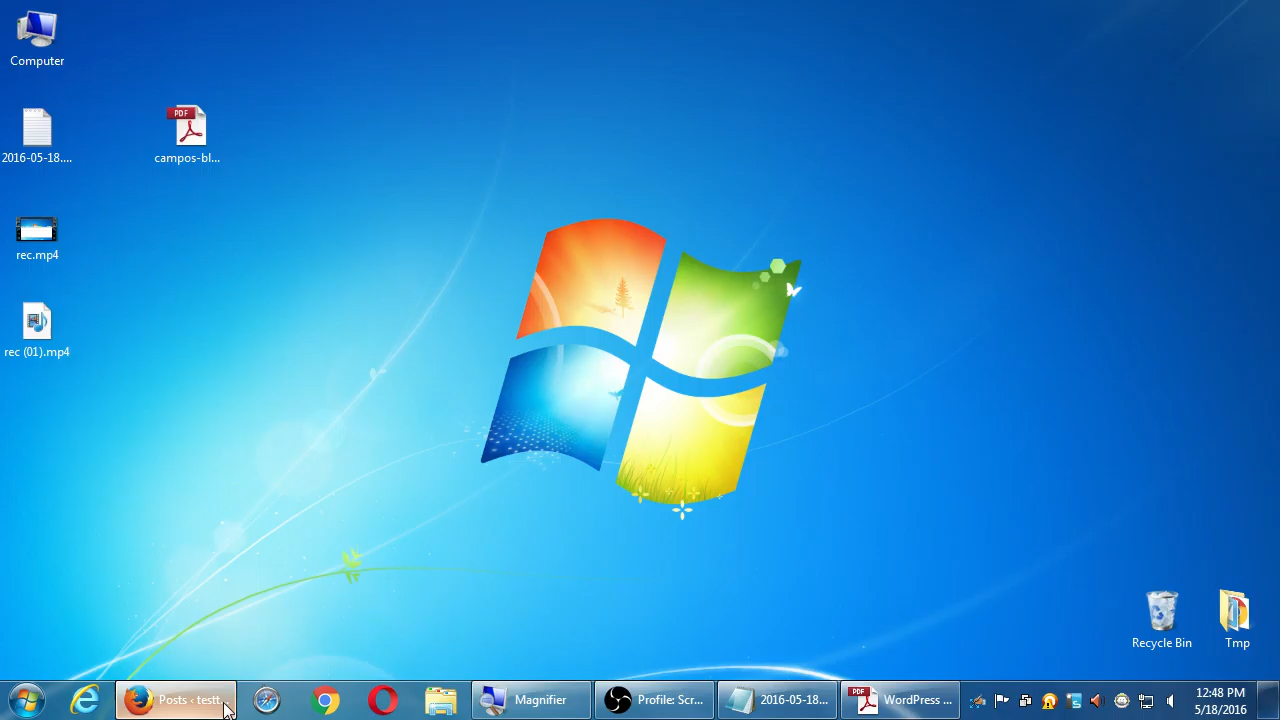 Computer
2016-05-18....
PDF
campos-bl...
rec.mp4
rec (01).mp4
Recycle Bin
Tmp
Posts ‹ testt...
Magnifier
Profile: Scr...
2016-05-18...
PDF
WordPress ...
12:48 PM
5/18/2016